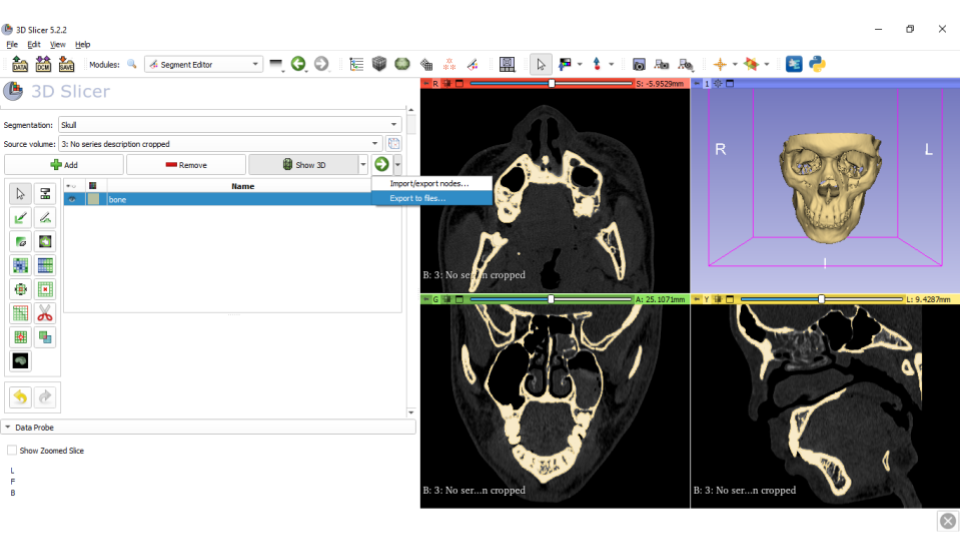 3D Slicer 5.2.2
File Edit View Help
DATA DCM SAVE Modules: Segment Editor
3D Slicer
Segmentation: Skull
Source volume: 3: No series description cropped
Add Remove Show 3D
Name
bone
Import/export nodes...
Export to files...
Data Probe
Show Zoomed Slice
L
F
B
R S: -5.9529mm
B: 3: No ser...n cropped
1
R L
I
G A: 25.1071mm
B: 3: No ser...n cropped
Y L: 9.4287mm
B: 3: No ser...n cropped